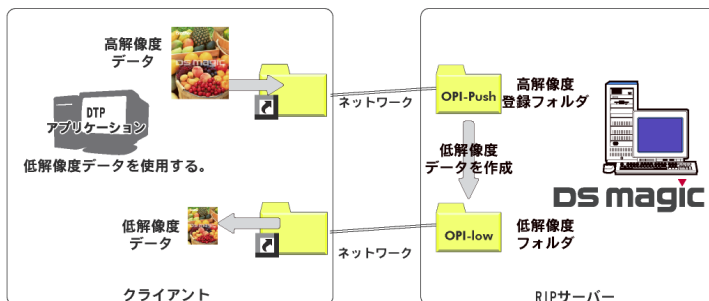 高解像度
データ
DS magic
DTP
アプリケーション
低解像度データを使用する。
ネットワーク
OPI-Push
高解像度
登録フォルダ
低解像度
データを作成
DS magic
低解像度
データ
ネットワーク
OPI-low
低解像度
フォルダ
クライアント
RIPサーバー